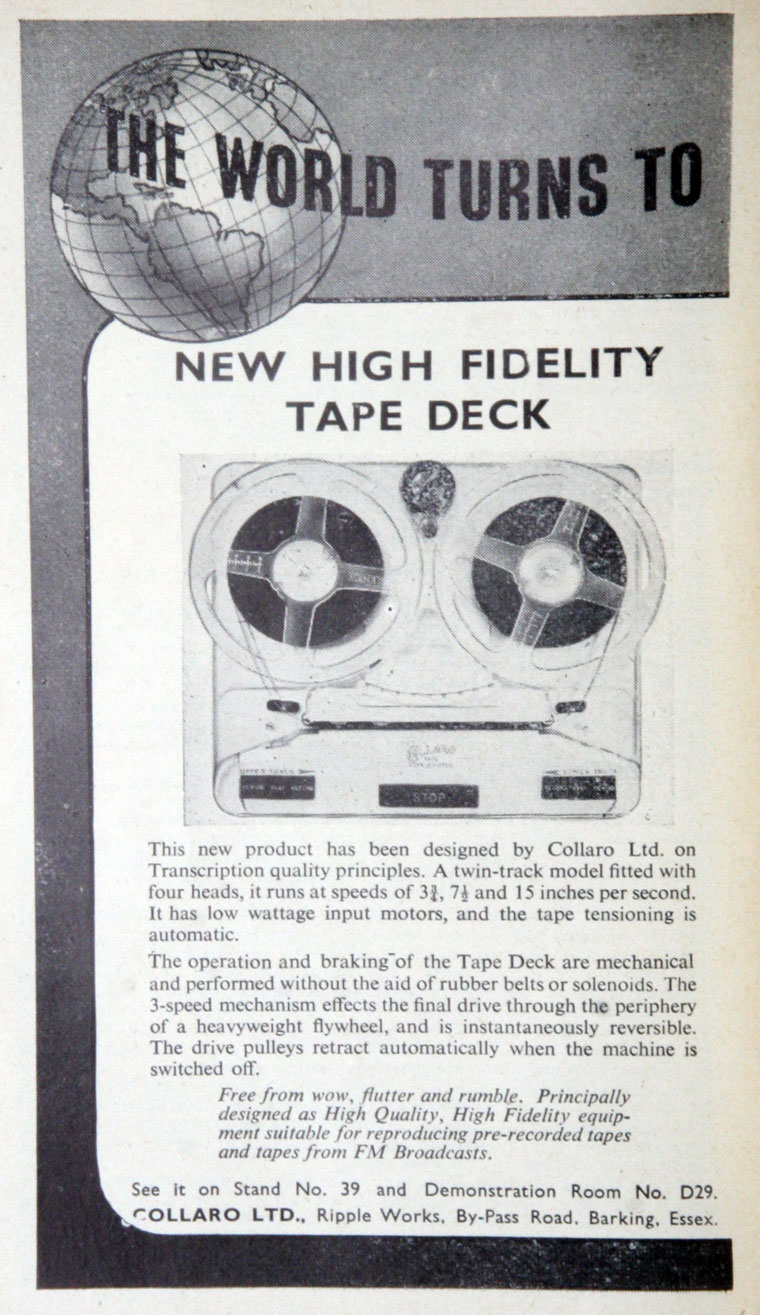 THE WORLD TURNS TO
NEW HIGH FIDELITY
TAPE DECK
STOP
This new product has been designed by Collaro Ltd. on
Transcription quality principles. A twin-track model fitted with
four heads, it runs at speeds of 3¾, 7½ and 15 inches per second.
It has low wattage input motors, and the tape tensioning is
automatic.
The operation and braking of the Tape Deck are mechanical
and performed without the aid of rubber belts or solenoids. The
3-speed mechanism effects the final drive through the periphery
of a heavyweight flywheel, and is instantaneously reversible.
The drive pulleys retract automatically when the machine is
switched off.
Free from wow, flutter and rumble. Principally
designed as High Quality, High Fidelity equip-
ment suitable for reproducing pre-recorded tapes
and tapes from FM Broadcasts.
See it on Stand No. 39 and Demonstration Room No. D29.
COLLARO LTD., Ripple Works, By-Pass Road, Barking, Essex.